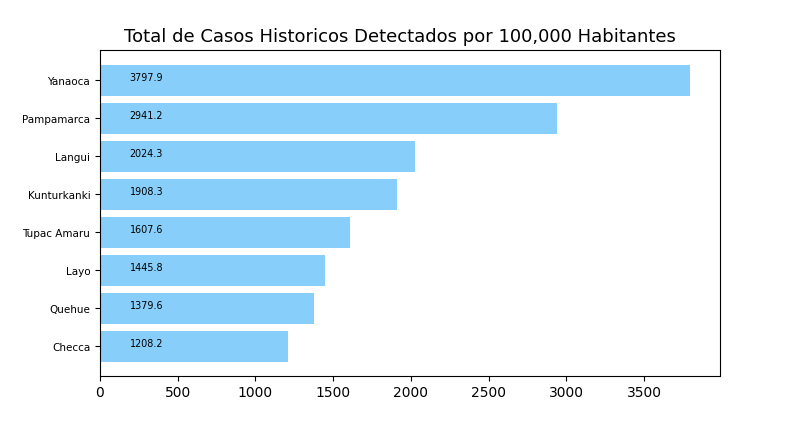 Total de Casos Historicos Detectados por 100,000 Habitantes
Yanaoca 3797.9
Pampamarca 2941.2
Langui 2024.3
Kunturkanki 1908.3
Tupac Amaru 1607.6
Layo 1445.8
Quehue 1379.6
Checca 1208.2
0 500 1000 1500 2000 2500 3000 3500